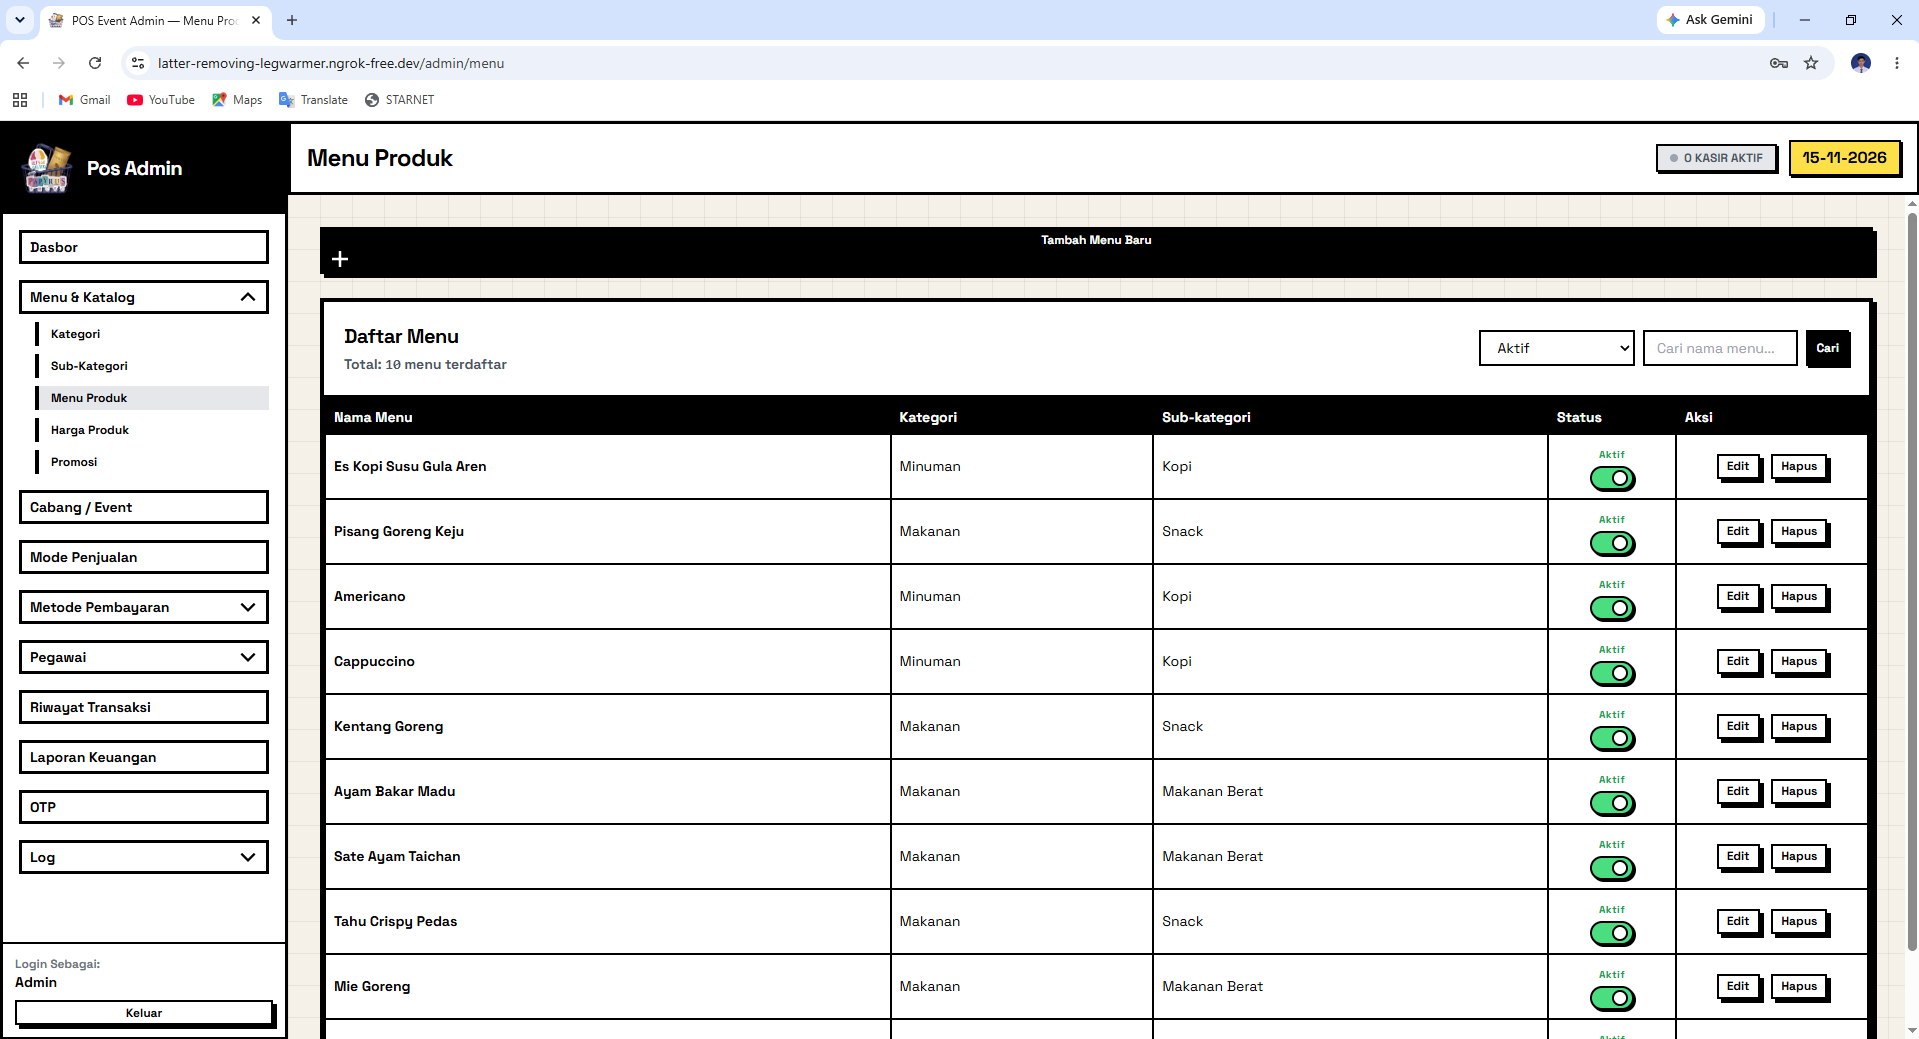 POS Event Admin — Menu Pro
Ask Gemini
latter-removing-legwarmer.ngrok-free.dev/admin/menu
Gmail
YouTube
Maps
Translate
STARNET
Pos Admin
Menu Produk
0 KASIR AKTIF
15-11-2026
Dasbor
Menu & Katalog
Kategori
Sub-Kategori
Menu Produk
Harga Produk
Promosi
Cabang / Event
Mode Penjualan
Metode Pembayaran
Pegawai
Riwayat Transaksi
Laporan Keuangan
OTP
Log
Login Sebagai:
Admin
Keluar
Tambah Menu Baru
Daftar Menu
Total: 10 menu terdaftar
Aktif
Cari nama menu...
Cari
Nama Menu Kategori Sub-kategori Status Aksi
Es Kopi Susu Gula Aren Minuman Kopi Aktif Edit Hapus
Pisang Goreng Keju Makanan Snack Aktif Edit Hapus
Americano Minuman Kopi Aktif Edit Hapus
Cappuccino Minuman Kopi Aktif Edit Hapus
Kentang Goreng Makanan Snack Aktif Edit Hapus
Ayam Bakar Madu Makanan Makanan Berat Aktif Edit Hapus
Sate Ayam Taichan Makanan Makanan Berat Aktif Edit Hapus
Tahu Crispy Pedas Makanan Snack Aktif Edit Hapus
Mie Goreng Makanan Makanan Berat Aktif Edit Hapus